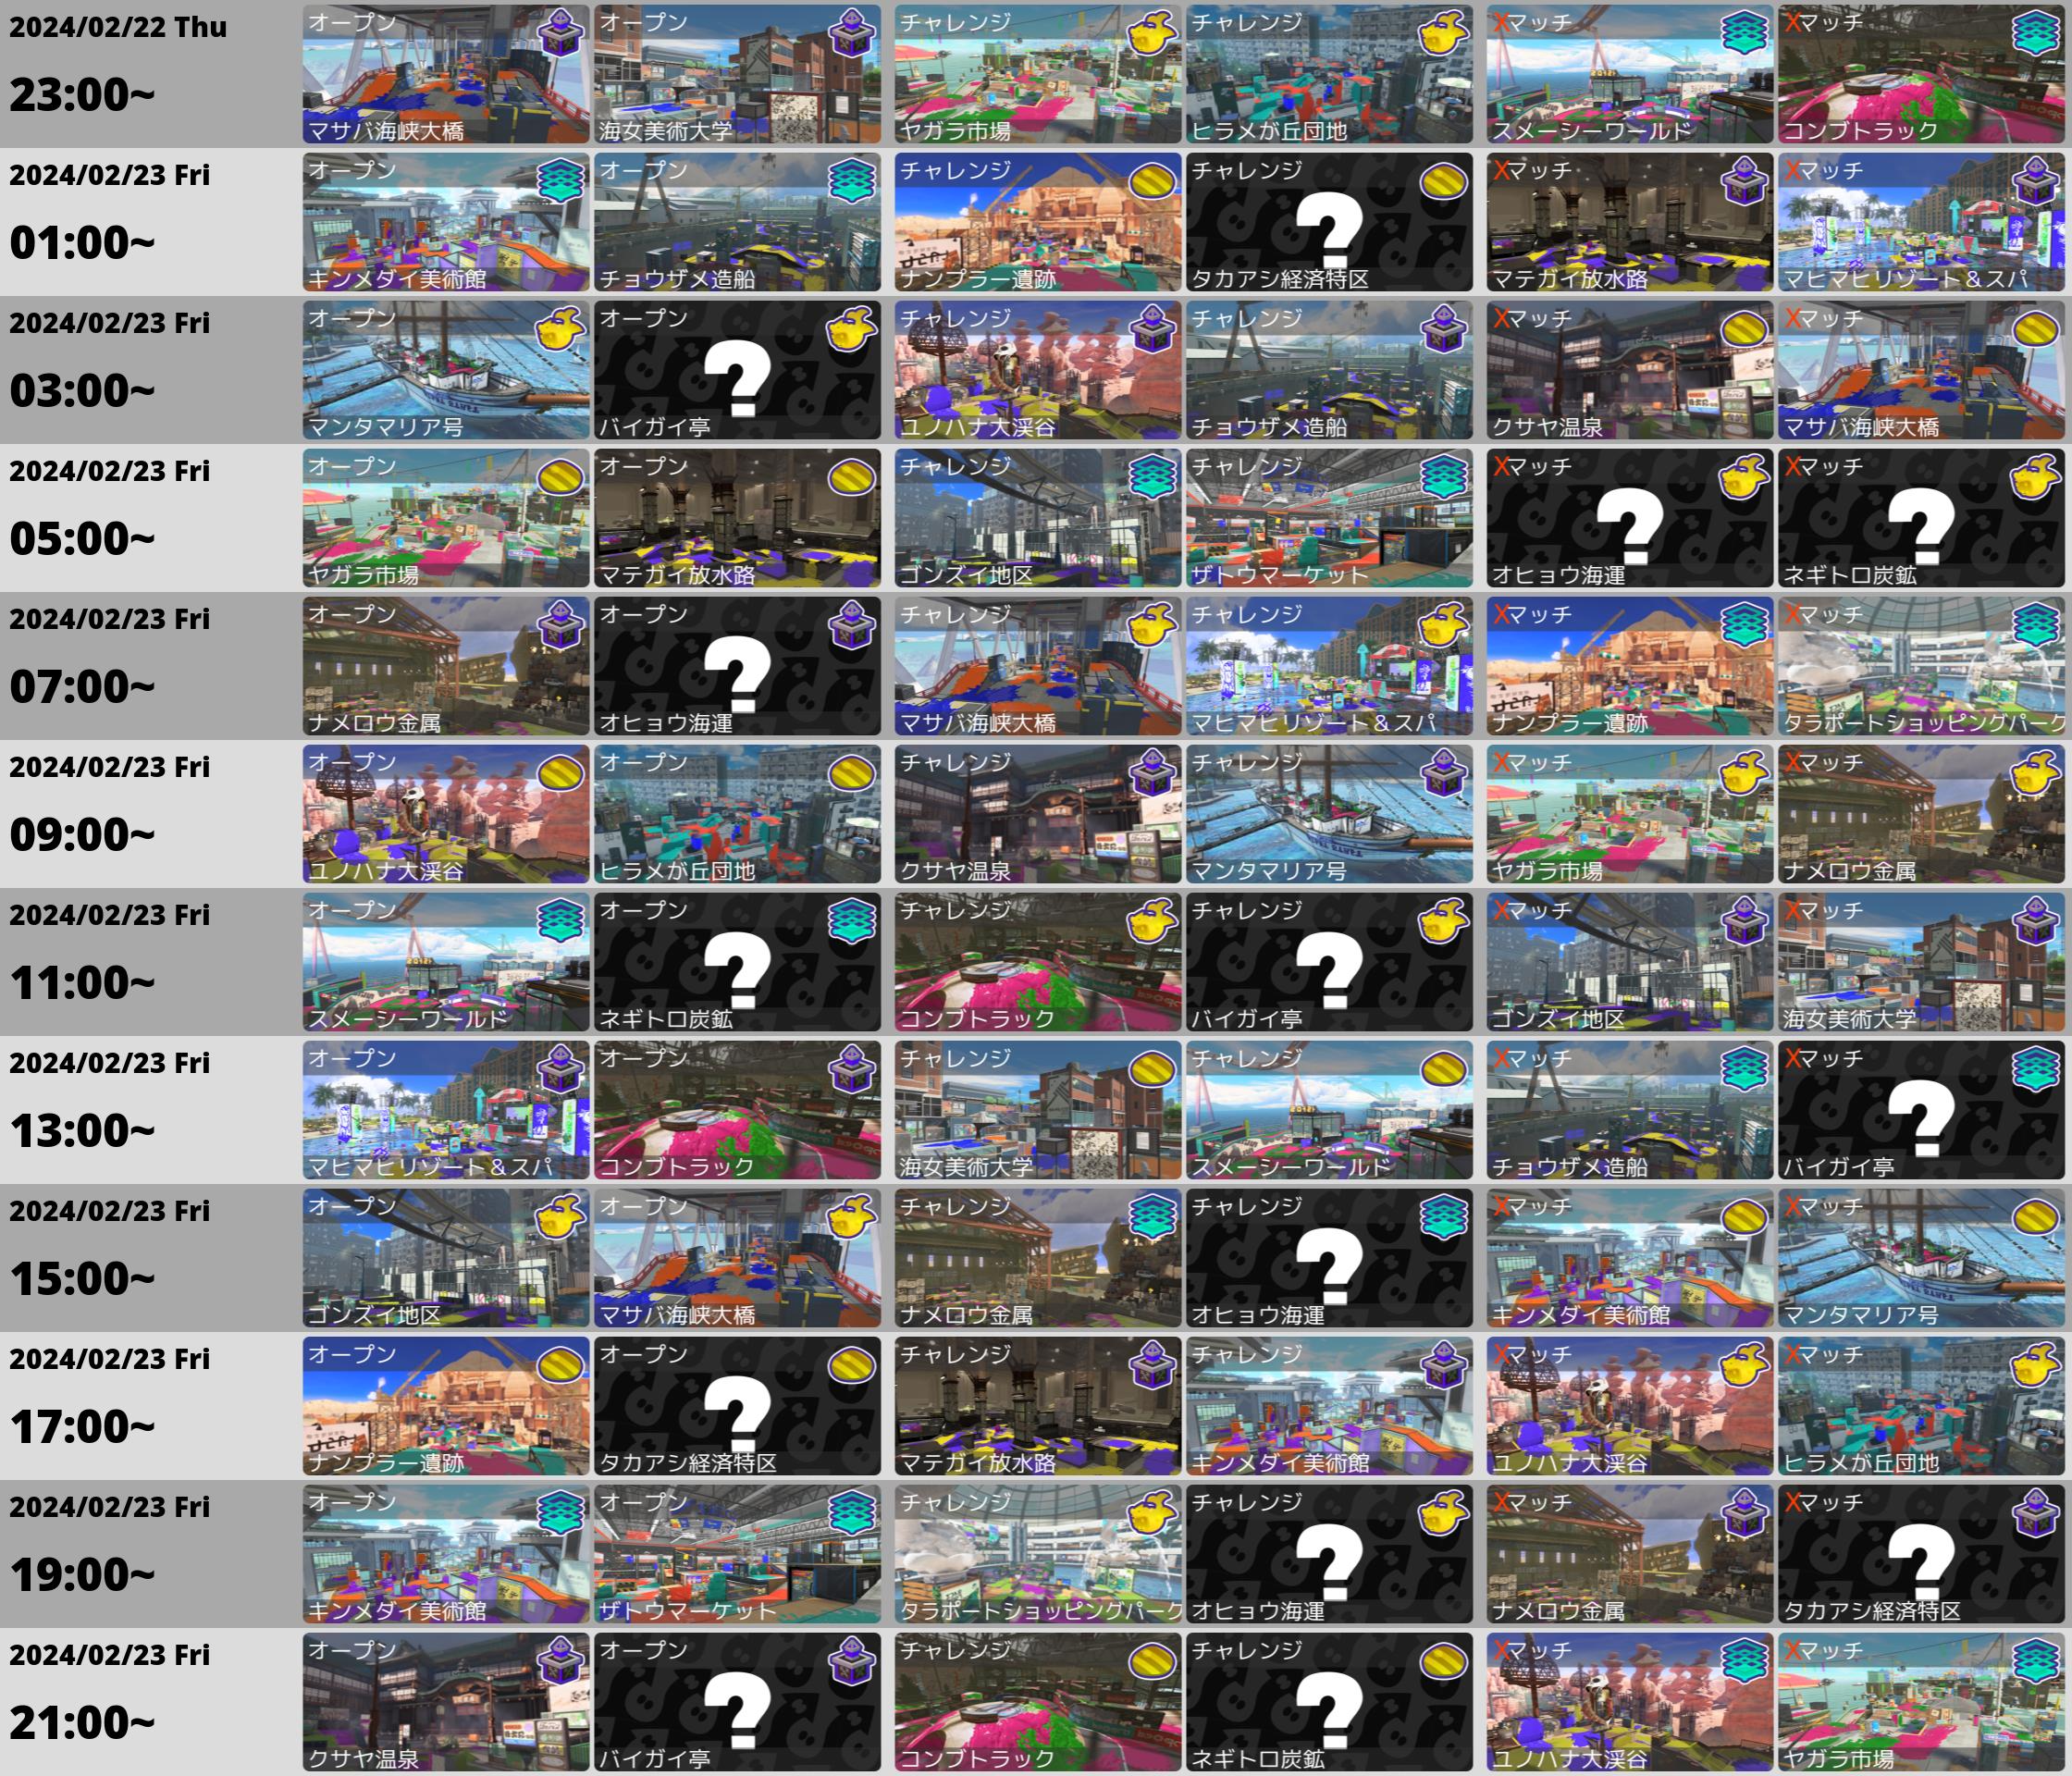 2024/02/22 Thu
23:00~
オープン
マサバ海峡大橋
オープン
海女美術大学
チャレンジ
ヤガラ市場
チャレンジ
ヒラメが丘団地
Xマッチ
スメーシーワールド
Xマッチ
コンブトラック
2024/02/23 Fri
01:00~
オープン
キンメダイ美術館
オープン
チョウザメ造船
チャレンジ
ナンプラー遺跡
チャレンジ
?
タカアシ経済特区
Xマッチ
マテガイ放水路
Xマッチ
マヒマヒリゾート&スパ
2024/02/23 Fri
03:00~
オープン
マンタマリア号
オープン
?
バイガイ亭
チャレンジ
ユノハナ大渓谷
チャレンジ
チョウザメ造船
Xマッチ
クサヤ温泉
Xマッチ
マサバ海峡大橋
2024/02/23 Fri
05:00~
オープン
ヤガラ市場
オープン
マテガイ放水路
チャレンジ
ゴンズイ地区
チャレンジ
ザトウマーケット
Xマッチ
?
オヒョウ海運
Xマッチ
?
ネギトロ炭鉱
2024/02/23 Fri
07:00~
オープン
ナメロウ金属
オープン
?
オヒョウ海運
チャレンジ
マサバ海峡大橋
チャレンジ
マヒマヒリゾート&スパ
Xマッチ
ナンプラー遺跡
Xマッチ
タラポートショッピングパーク
2024/02/23 Fri
09:00~
オープン
ユノハナ大渓谷
オープン
ヒラメが丘団地
チャレンジ
クサヤ温泉
チャレンジ
マンタマリア号
Xマッチ
ヤガラ市場
Xマッチ
ナメロウ金属
2024/02/23 Fri
11:00~
オープン
スメーシーワールド
オープン
?
ネギトロ炭鉱
チャレンジ
コンブトラック
チャレンジ
?
バイガイ亭
Xマッチ
ゴンズイ地区
Xマッチ
海女美術大学
2024/02/23 Fri
13:00~
オープン
マヒマヒリゾート&スパ
オープン
コンブトラック
チャレンジ
海女美術大学
チャレンジ
スメーシーワールド
Xマッチ
チョウザメ造船
Xマッチ
?
バイガイ亭
2024/02/23 Fri
15:00~
オープン
ゴンズイ地区
オープン
マサバ海峡大橋
チャレンジ
ナメロウ金属
チャレンジ
?
オヒョウ海運
Xマッチ
キンメダイ美術館
Xマッチ
マンタマリア号
2024/02/23 Fri
17:00~
オープン
ナンプラー遺跡
オープン
?
タカアシ経済特区
チャレンジ
マテガイ放水路
チャレンジ
キンメダイ美術館
Xマッチ
ユノハナ大渓谷
Xマッチ
ヒラメが丘団地
2024/02/23 Fri
19:00~
オープン
キンメダイ美術館
オープン
ザトウマーケット
チャレンジ
タラポートショッピングパーク
チャレンジ
?
オヒョウ海運
Xマッチ
ナメロウ金属
Xマッチ
?
タカアシ経済特区
2024/02/23 Fri
21:00~
オープン
クサヤ温泉
オープン
?
バイガイ亭
チャレンジ
コンブトラック
チャレンジ
?
ネギトロ炭鉱
Xマッチ
ユノハナ大渓谷
Xマッチ
ヤガラ市場